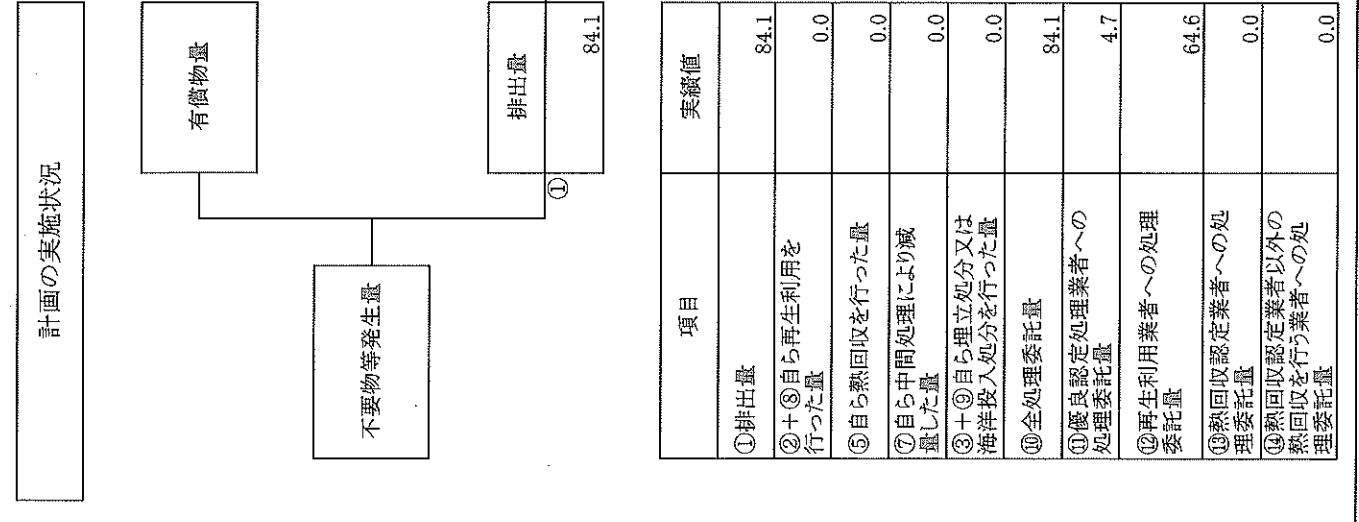 計画の実施状況
有償物量
不要物等発生量
排出量
①
84.1
項目
実績値
①排出量
84.1
②+⑧自ら再生利用を
行った量
0.0
⑤自ら熱回収を行った量
0.0
⑦自ら中間処理により減
量した量
0.0
③+⑨自ら埋立処分又は
海洋投入処分を行った量
0.0
⑩全処理委託量
84.1
⑪優良認定処理業者への
処理委託量
4.7
⑫再生利用業者への処理
委託量
64.6
⑬熱回収認定業者への処
理委託量
0.0
⑭熱回収認定業者以外の
熱回収を行う業者への処
理委託量
0.0